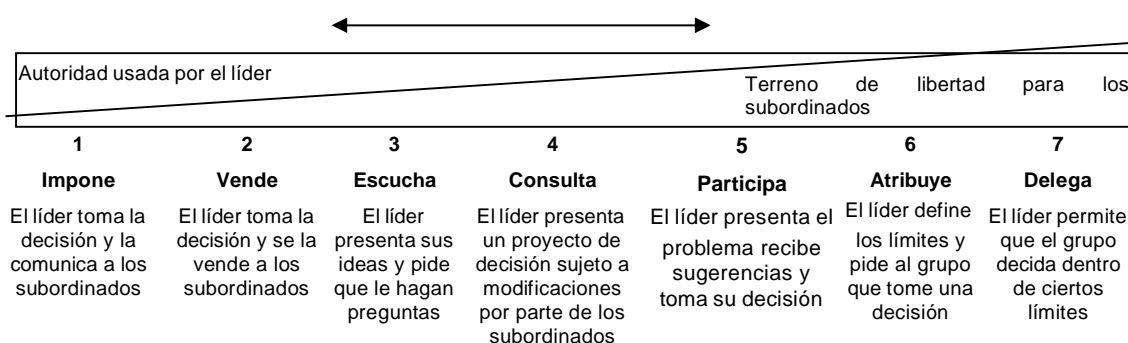 Autoridad usada por el líder
Terreno de libertad para los
subordinados
1
2
3
4
5
6
7
Impone
Vende
Escucha
Consulta
Participa
Atribuye
Delega
El líder toma la
decisión y la
comunica a los
subordinados
El líder toma la
decisión y se la
vende a los
subordinados
El líder
presenta sus
ideas y pide
que le hagan
preguntas
El líder presenta
un proyecto de
decisión sujeto a
modificaciones
por parte de los
subordinados
El líder presenta el
problema recibe
sugerencias y
toma su decisión
El líder define
los límites y
pide al grupo
que tome una
decisión
El líder permite
que el grupo
decida dentro
de ciertos
límites